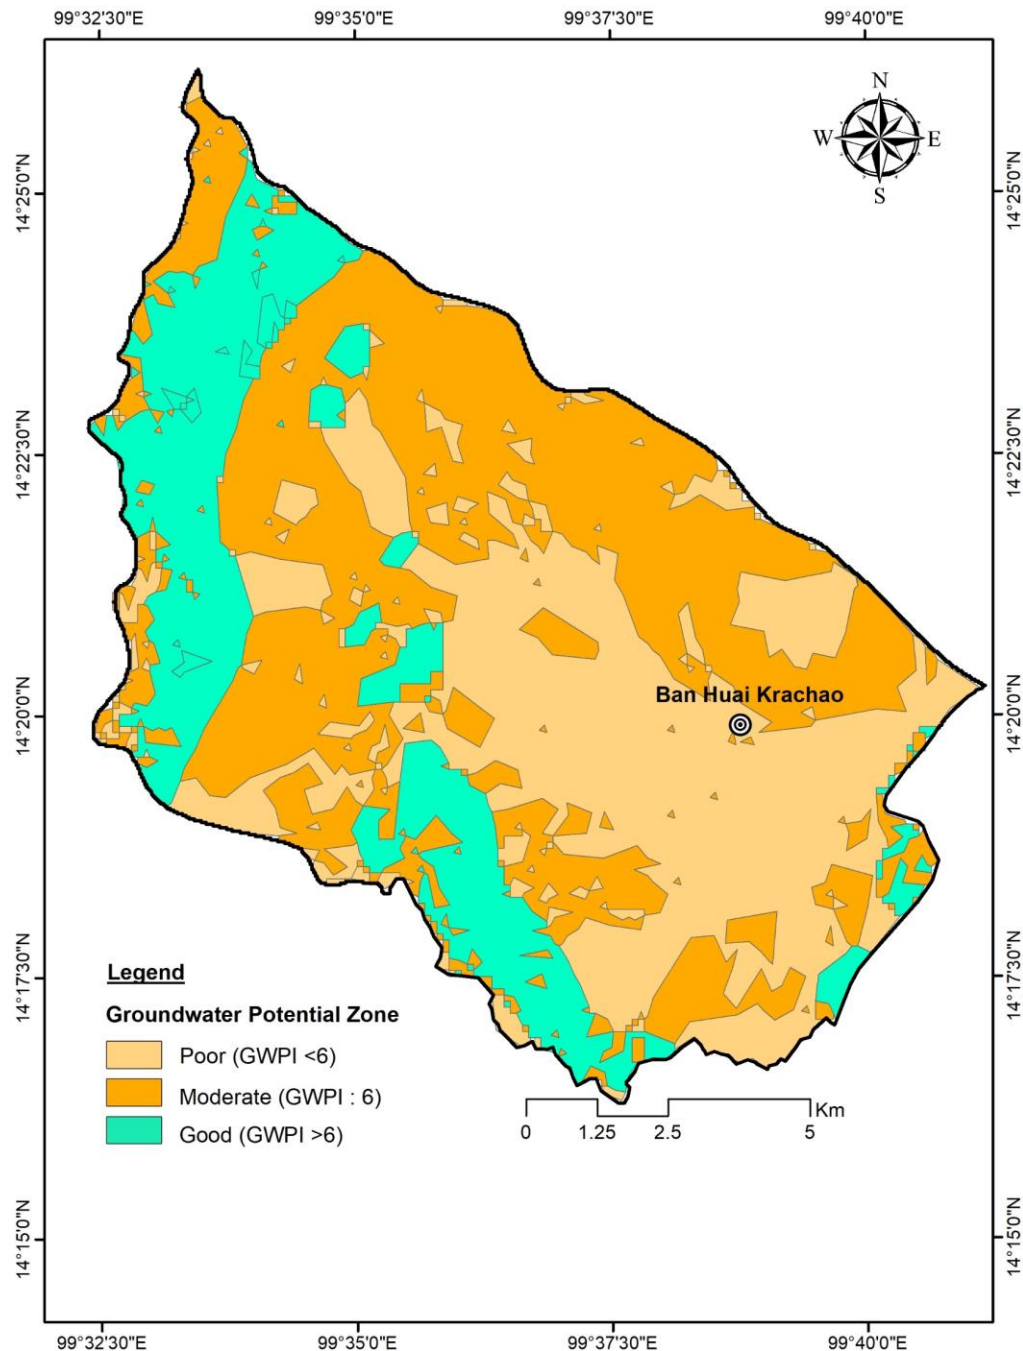 99°32'30"E 99°35'0"E 99°37'30"E 99°40'0"E
N
W E
S
14°25'0"N 14°25'0"N
14°22'30"N 14°22'30"N
Ban Huai Krachao
14°20'0"N 14°20'0"N
14°17'30"N 14°17'30"N
Legend
Groundwater Potential Zone
Poor (GWPI <6)
Moderate (GWPI : 6)
Good (GWPI >6)
Km
0 1.25 2.5 5
14°15'0"N 14°15'0"N
99°32'30"E 99°35'0"E 99°37'30"E 99°40'0"E